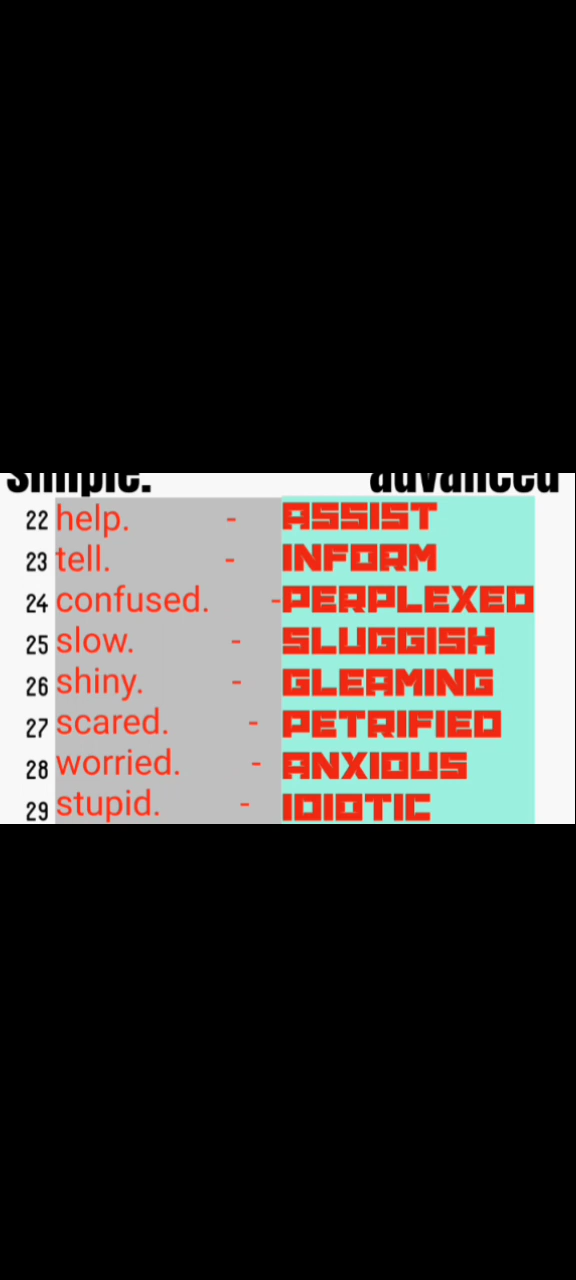 Simple. advanced
22 help. - ASSIST
23 tell. - INFORM
24 confused. -PERPLEXED
25 slow. - SLUGGISH
26 shiny. - GLEAMING
27 scared. - PETRIFIED
28 worried. - ANXIOUS
29 stupid. - IDIOTIC